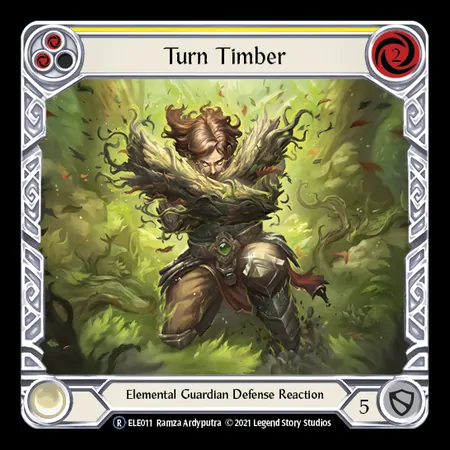 Turn Timber
2
Elemental Guardian Defense Reaction
5
R ELE011 Ramza Ardyputra © 2021 Legend Story Studios